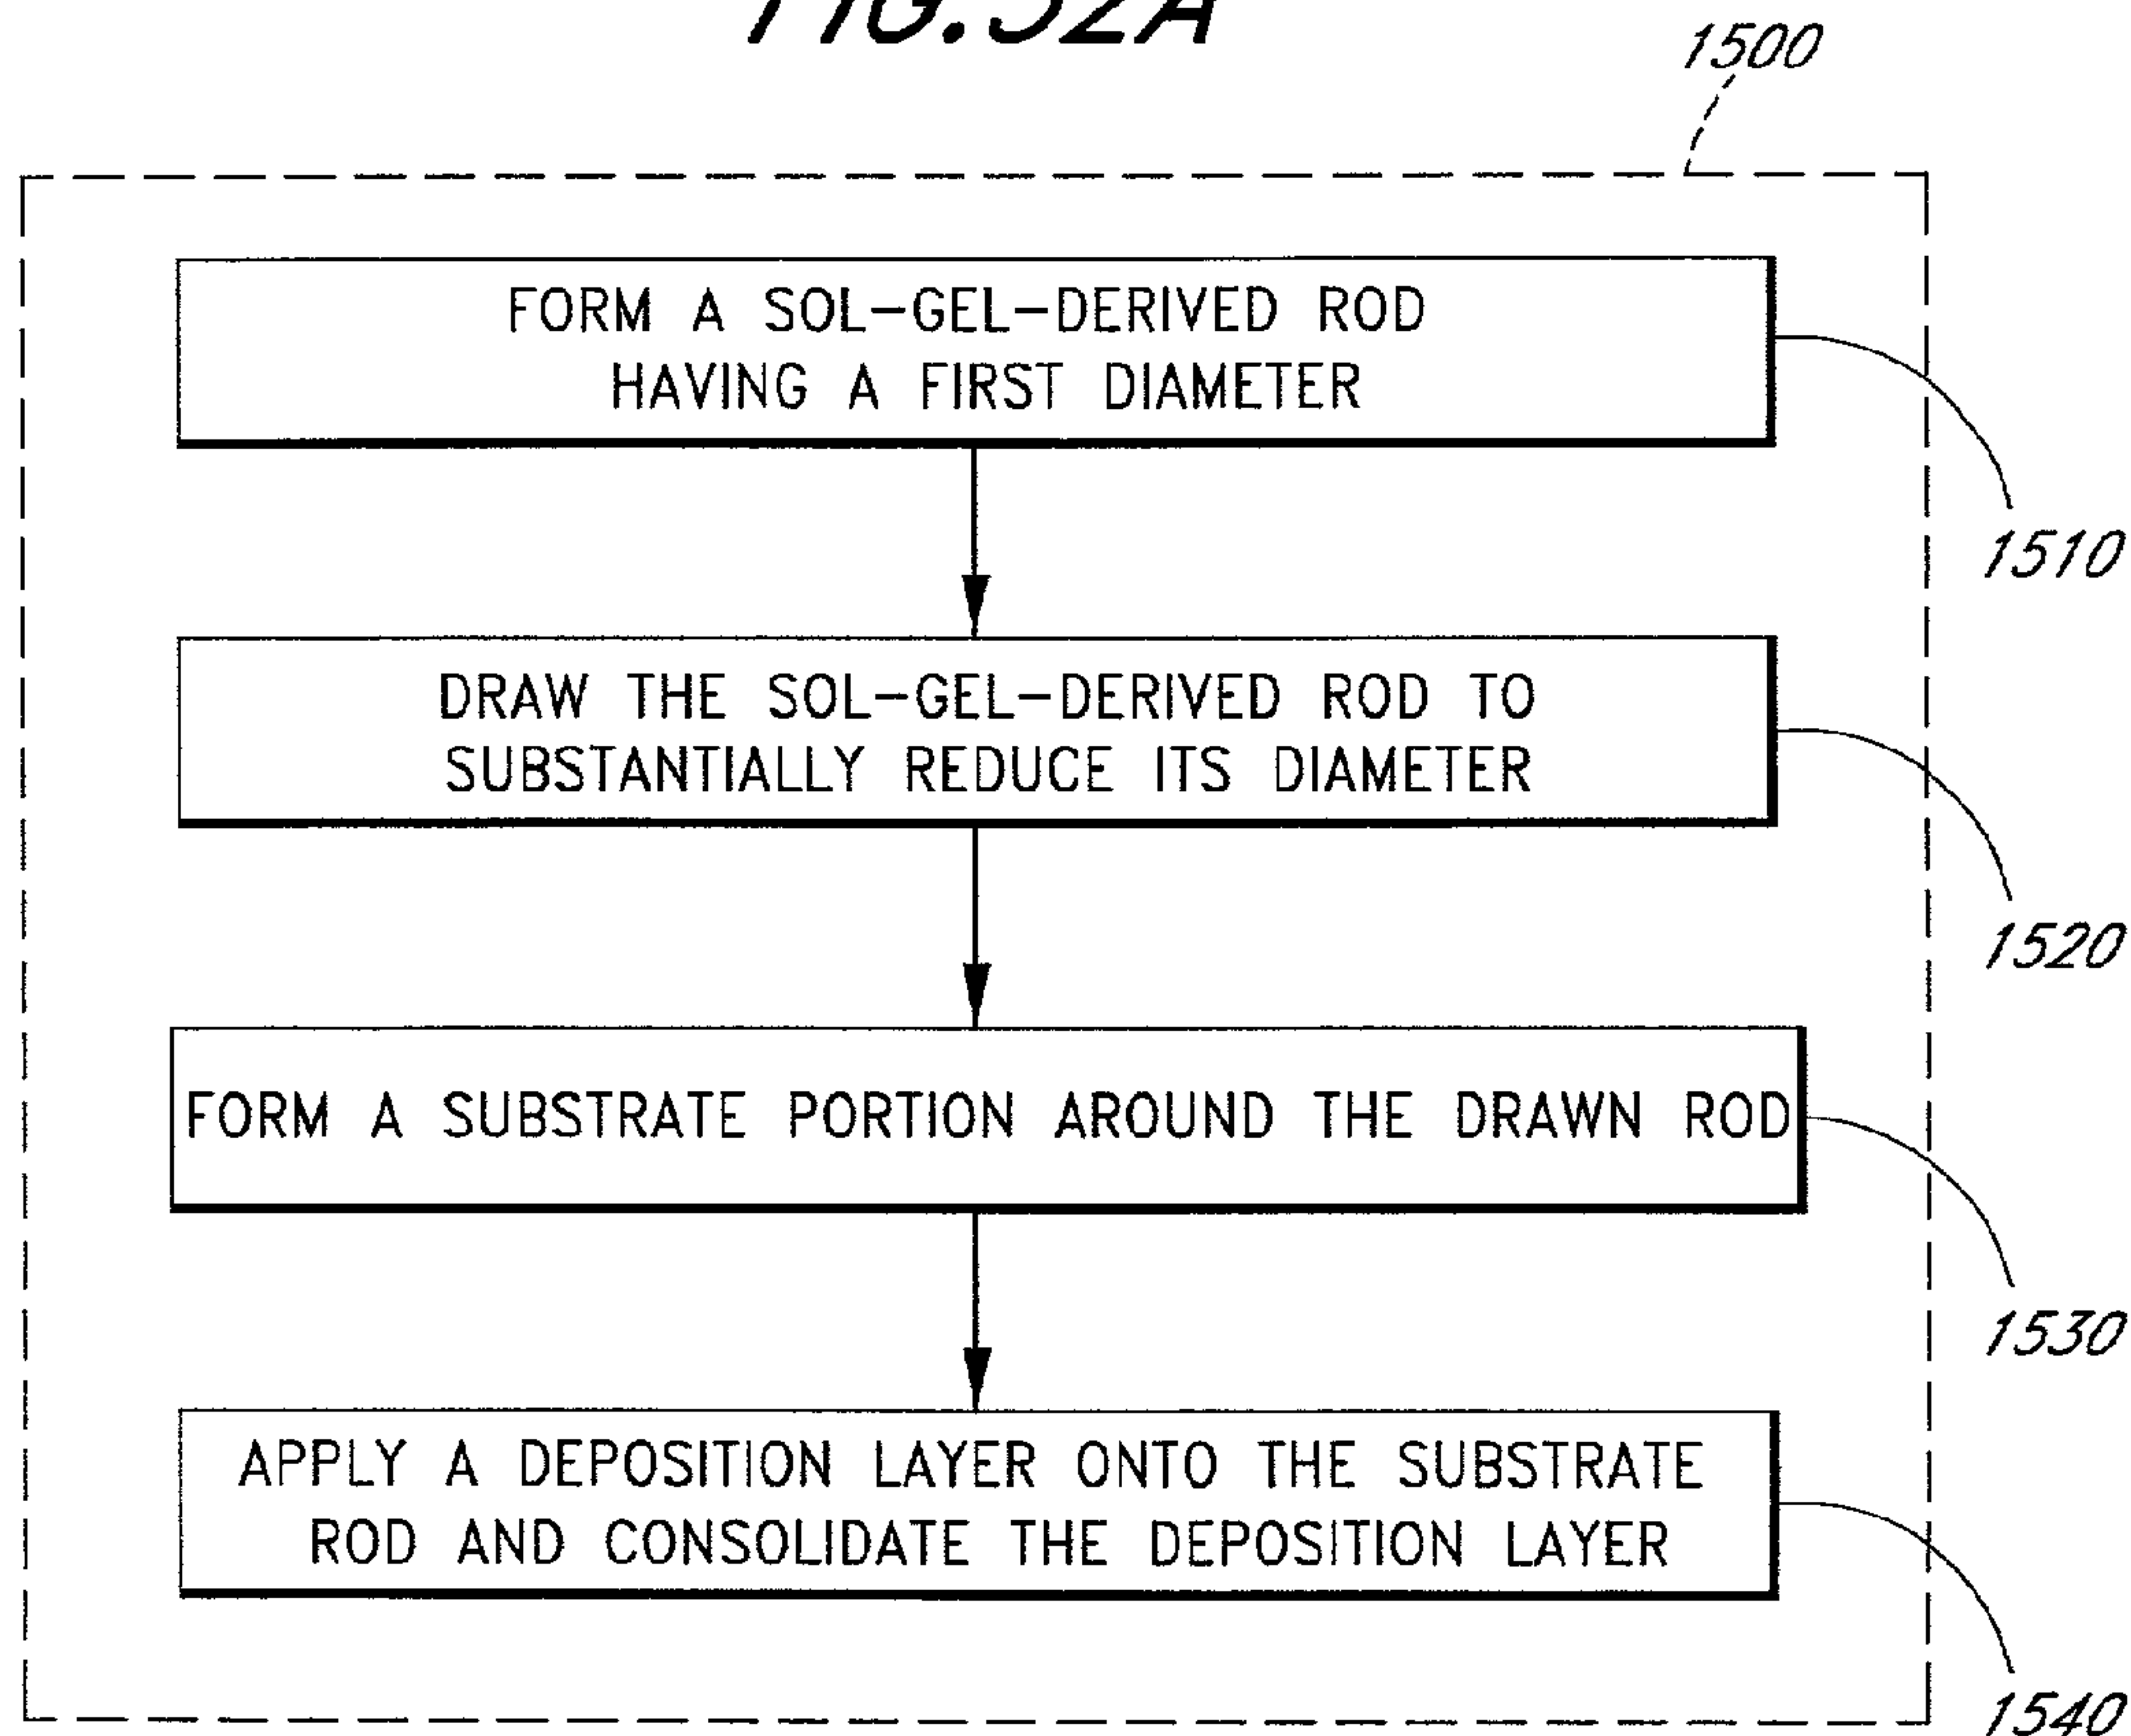 FIG.32A
1500
FORM A SOL-GEL-DERIVED ROD
HAVING A FIRST DIAMETER
1510
DRAW THE SOL-GEL-DERIVED ROD TO
SUBSTANTIALLY REDUCE ITS DIAMETER
1520
FORM A SUBSTRATE PORTION AROUND THE DRAWN ROD
1530
APPLY A DEPOSITION LAYER ONTO THE SUBSTRATE
ROD AND CONSOLIDATE THE DEPOSITION LAYER
1540